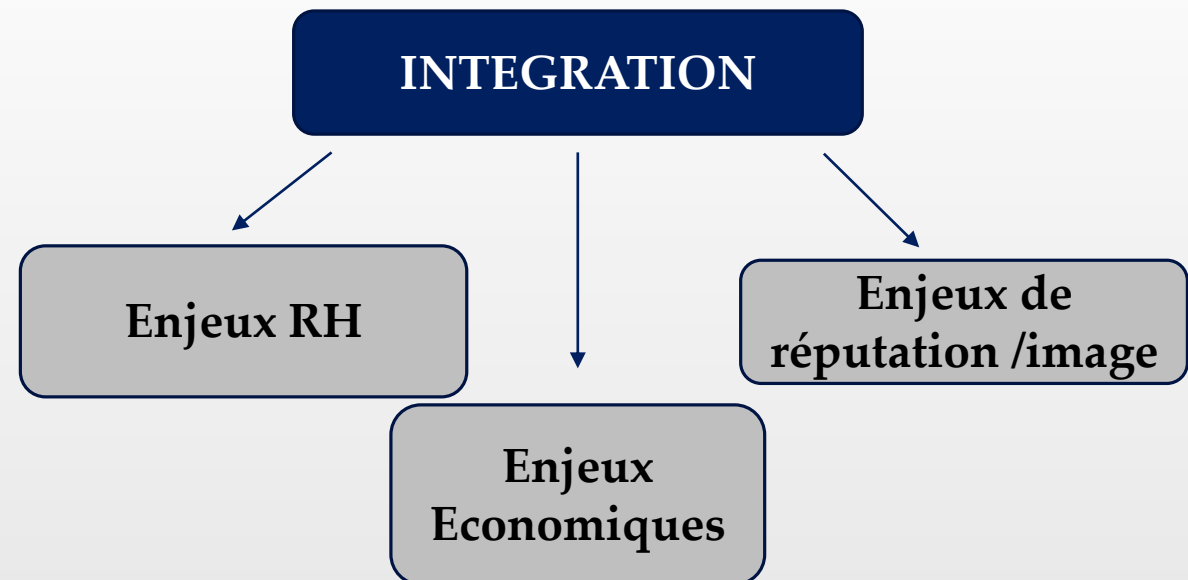 INTEGRATION
Enjeux RH
Enjeux de
réputation /image
Enjeux
Economiques